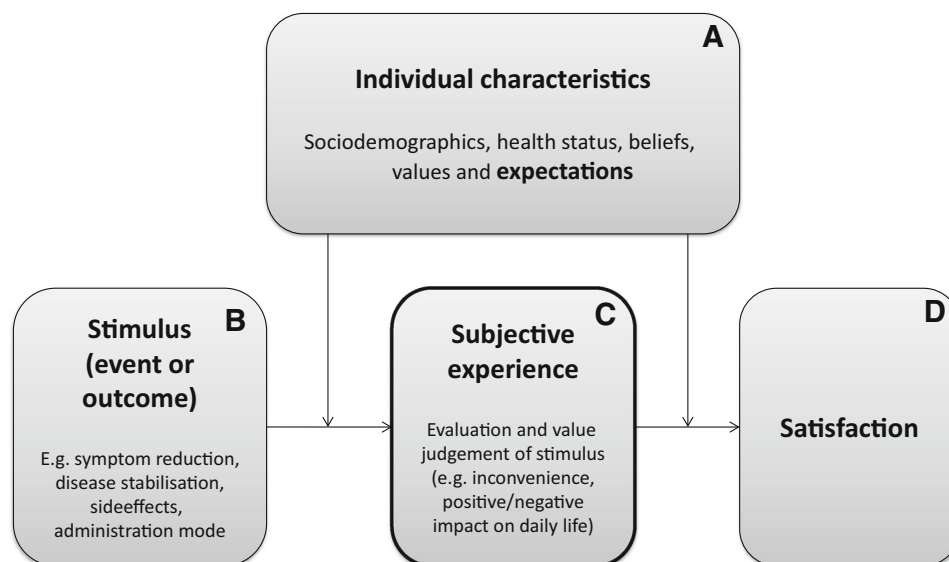 A
Individual characteristics
Sociodemographics, health status, beliefs,
values and expectations
B
Stimulus
(event or
outcome)
E.g. symptom reduction,
disease stabilisation,
sideeffects,
administration mode
C
Subjective
experience
Evaluation and value
judgement of stimulus
(e.g. inconvenience,
positive/negative
impact on daily life)
D
Satisfaction